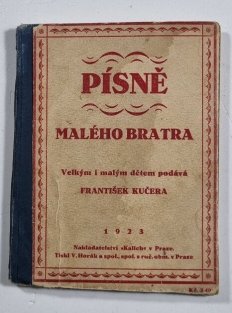 PÍSNĚ
MALÉHO BRATRA
Velkým i malým dětem podává
FRANTIŠEK KUČERA
1923
Nakladatelství «Kalich» v Praze.
Tiskl V. Horák a spol., spol. s ruč. obm. v Praze